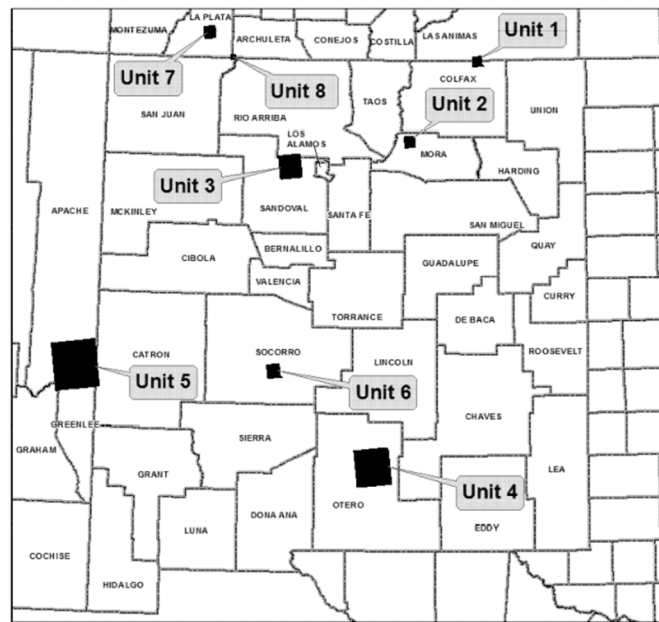 LA PLATA
MONTEZUMA
ARCHULETA
CONEJOS
COSTILLA
LAS ANIMAS
Unit 1
Unit 7
Unit 8
COLFAX
SAN JUAN
RIO ARRIBA
TAOS
Unit 2
UNION
LOS
ALAMOS
MORA
HARDING
Unit 3
APACHE
MCKINLEY
SANDOVAL
SANTA FE
SAN MIGUEL
BERNALILLO
QUAY
CIBOLA
GUADALUPE
VALENCIA
CURRY
TORRANCE
DE BACA
CATRON
SOCORRO
LINCOLN
ROOSEVELT
Unit 5
Unit 6
CHAVES
GREENLEE
GRAHAM
SIERRA
GRANT
LEA
Unit 4
OTERO
LUNA
DONA ANA
EDDY
COCHISE
HIDALGO